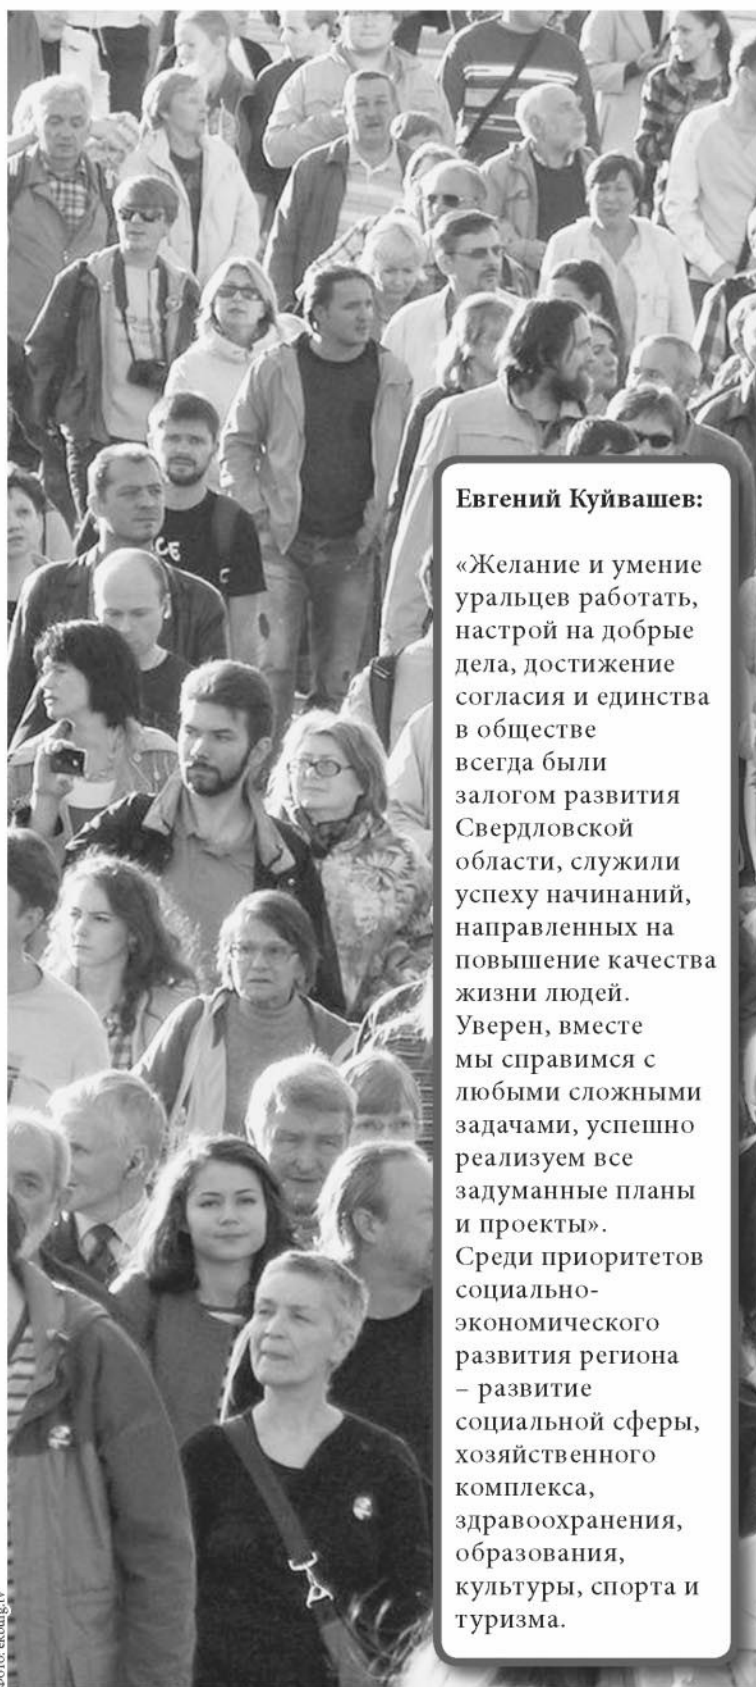 Евгений Куйвашев:
«Желание и умение
уральцев работать,
настрой на добрые
дела, достижение
согласия и единства
в обществе
всегда были
залогом развития
Свердловской
области, служили
успеху начинаний,
направленных на
повышение качества
жизни людей.
Уверен, вместе
мы справимся с
любыми сложными
задачами, успешно
реализуем все
задуманные планы
и проекты».
Среди приоритетов
социально-
экономического
развития региона
– развитие
социальной сферы,
хозяйственного
комплекса,
здравоохранения,
образования,
культуры, спорта и
туризма.